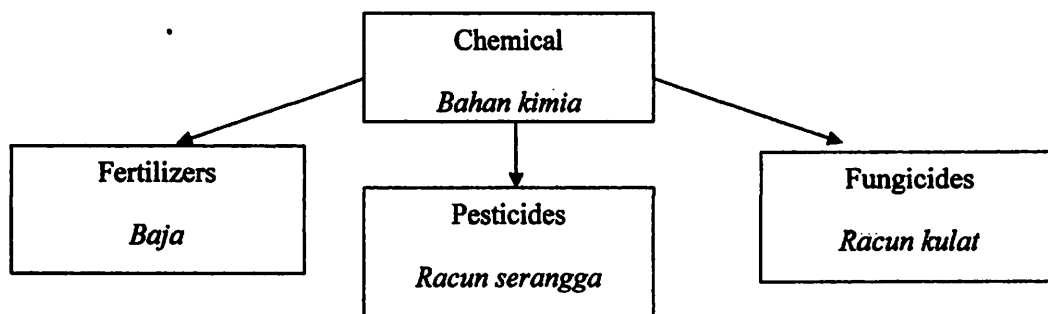 Chemical
Bahan kimia
Fertilizers
Baja
Pesticides
Racun serangga
Fungicides
Racun kulat